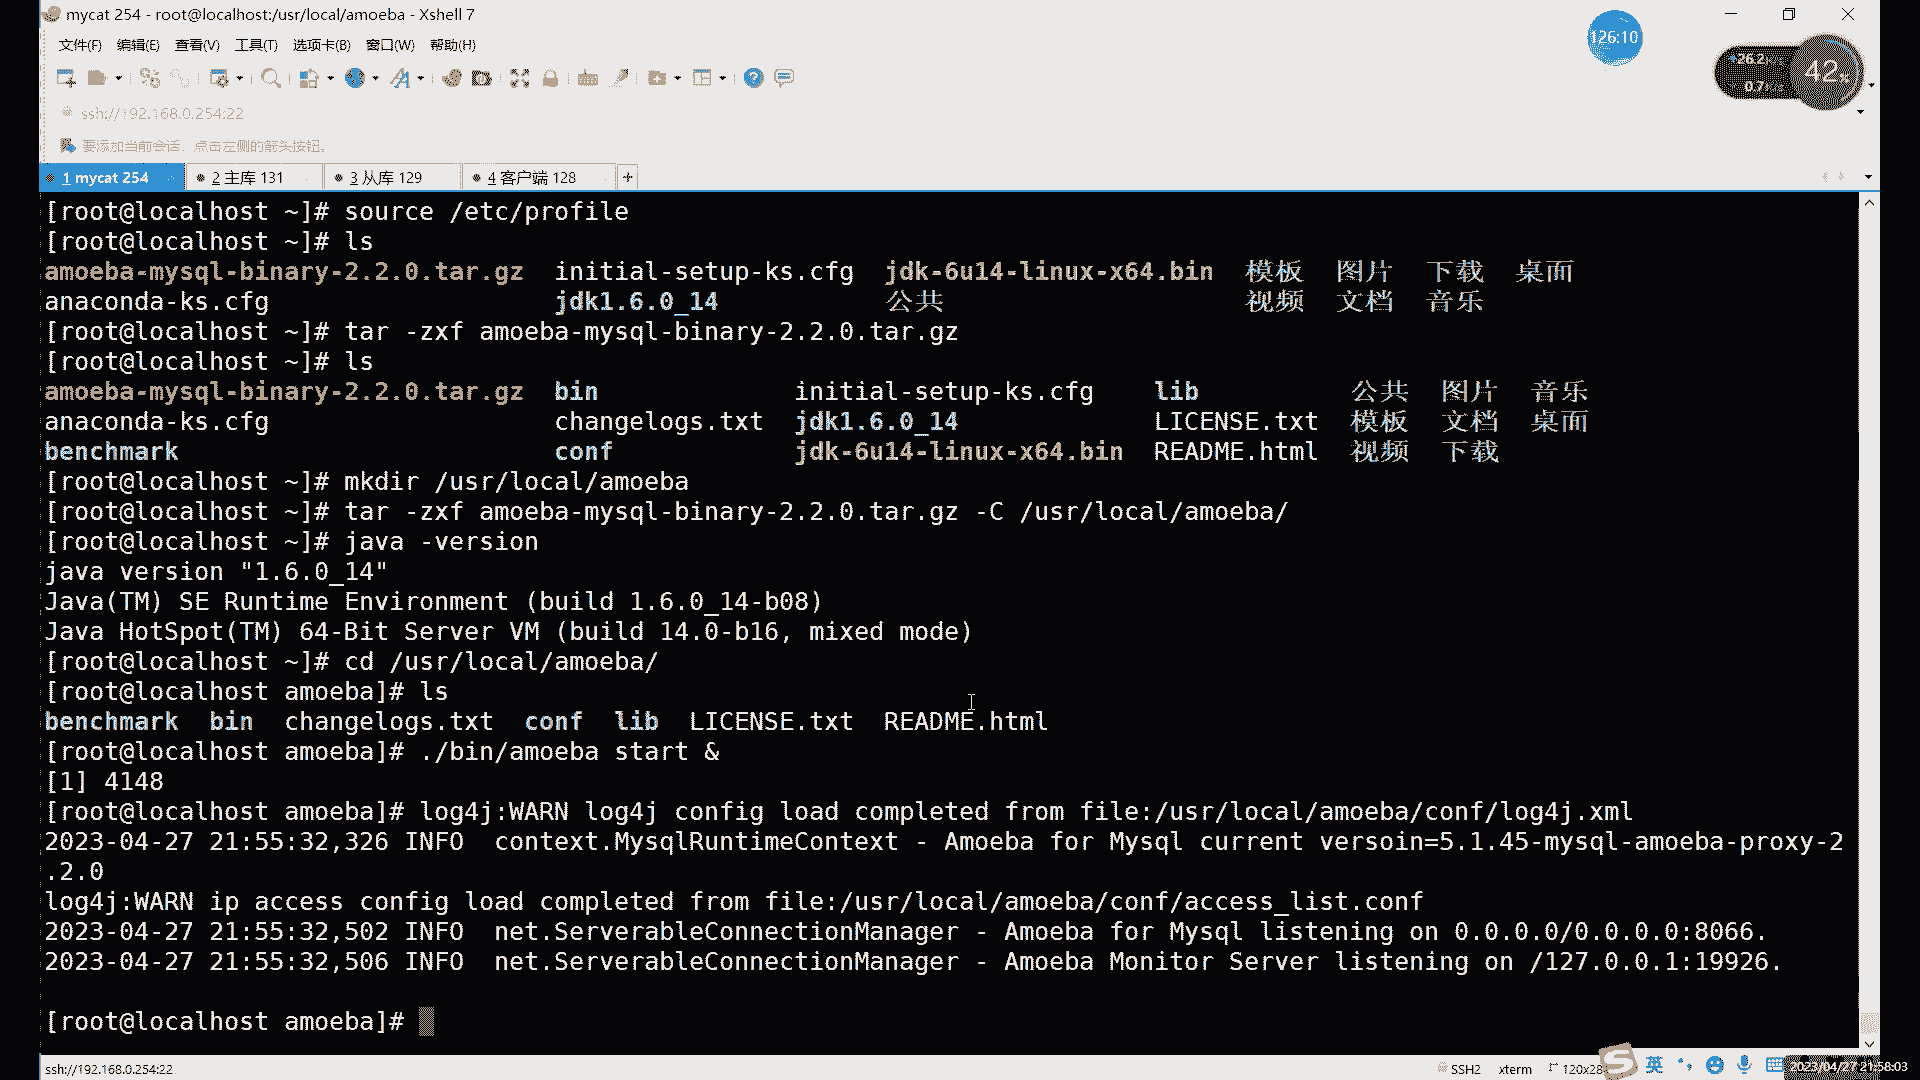 mycat 254 - root@localhost:/usr/local/amoeba - Xshell 7
文件(F) 编辑(E) 查看(V) 工具(T) 选项卡(B) 窗口(W) 帮助(H)
126:10
42%
ssh://192.168.0.254:22
要添加当前会话，点击左侧的箭头按钮。
1 mycat 254 2 主库 131 3 从库 129 4 客户端 128 +
[root@localhost ~]# source /etc/profile
[root@localhost ~]# ls
amoeba-mysql-binary-2.2.0.tar.gz initial-setup-ks.cfg jdk-6u14-linux-x64.bin 模板 图片 下载 桌面
anaconda-ks.cfg jdk1.6.0_14 公共 视频 文档 音乐
[root@localhost ~]# tar -zxf amoeba-mysql-binary-2.2.0.tar.gz
[root@localhost ~]# ls
amoeba-mysql-binary-2.2.0.tar.gz bin initial-setup-ks.cfg lib 公共 图片 音乐
anaconda-ks.cfg changelogs.txt jdk1.6.0_14 LICENSE.txt 模板 文档 桌面
benchmark conf jdk-6u14-linux-x64.bin README.html 视频 下载
[root@localhost ~]# mkdir /usr/local/amoeba
[root@localhost ~]# tar -zxf amoeba-mysql-binary-2.2.0.tar.gz -C /usr/local/amoeba/
[root@localhost ~]# java -version
java version "1.6.0_14"
Java(TM) SE Runtime Environment (build 1.6.0_14-b08)
Java HotSpot(TM) 64-Bit Server VM (build 14.0-b16, mixed mode)
[root@localhost ~]# cd /usr/local/amoeba/
[root@localhost amoeba]# ls
benchmark bin changelogs.txt conf lib LICENSE.txt README.html
[root@localhost amoeba]# ./bin/amoeba start &
[1] 4148
[root@localhost amoeba]# log4j:WARN log4j config load completed from file:/usr/local/amoeba/conf/log4j.xml
2023-04-27 21:55:32,326 INFO context.MysqlRuntimeContext - Amoeba for Mysql current versoin=5.1.45-mysql-amoeba-proxy-2
.2.0
log4j:WARN ip access config load completed from file:/usr/local/amoeba/conf/access_list.conf
2023-04-27 21:55:32,502 INFO net.ServerableConnectionManager - Amoeba for Mysql listening on 0.0.0.0/0.0.0.0:8066.
2023-04-27 21:55:32,506 INFO net.ServerableConnectionManager - Amoeba Monitor Server listening on /127.0.0.1:19926.
[root@localhost amoeba]#
ssh://192.168.0.254:22 SSH2 xterm 120x28 英 2023/04/27 21:58:03